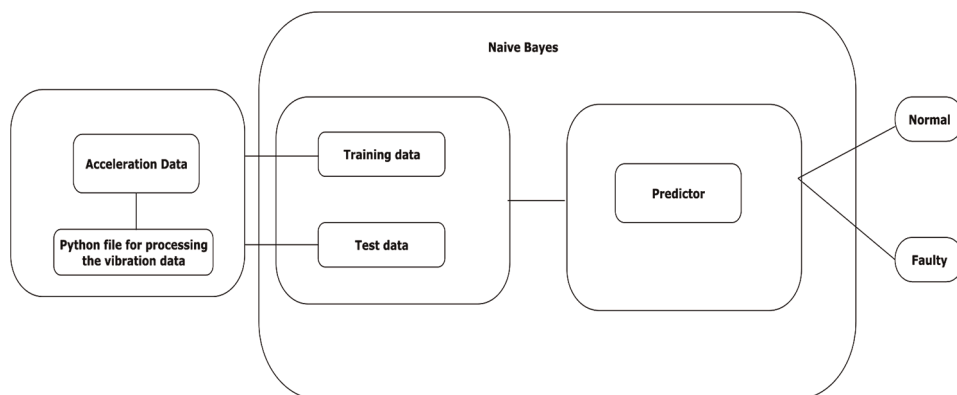 Naive Bayes
Acceleration Data
Python file for processing
the vibration data
Training data
Test data
Predictor
Normal
Faulty